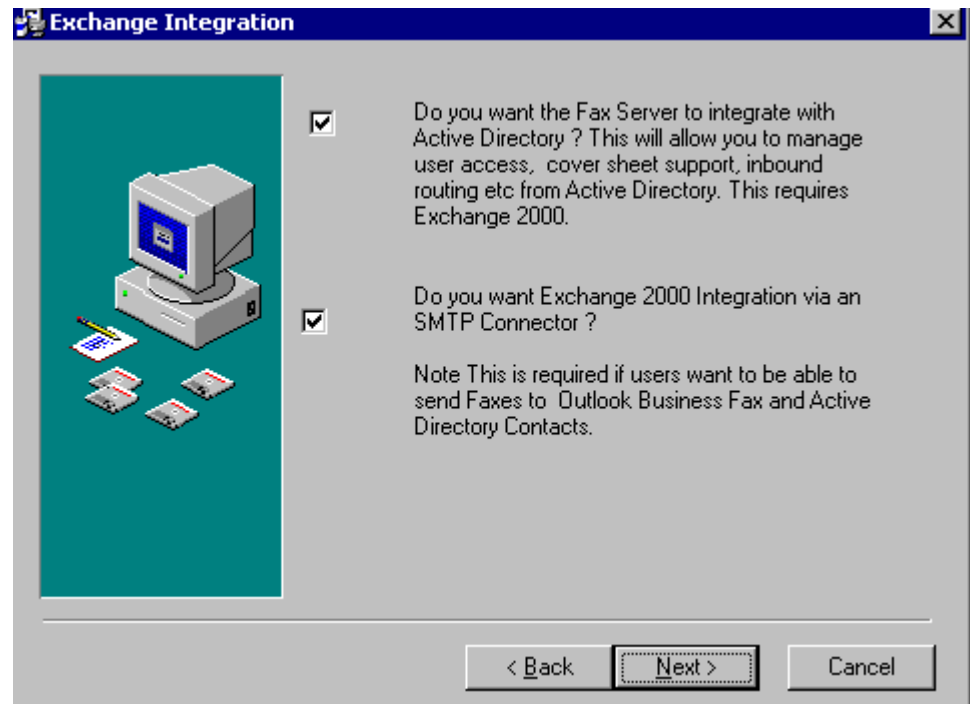 Exchange Integration
Do you want the Fax Server to integrate with
Active Directory ? This will allow you to manage
user access,  cover sheet support, inbound
routing etc from Active Directory. This requires
Exchange 2000.
Do you want Exchange 2000 Integration via an
SMTP Connector ?
Note This is required if users want to be able to
send Faxes to  Outlook Business Fax and Active
Directory Contacts.
< Back
Next >
Cancel